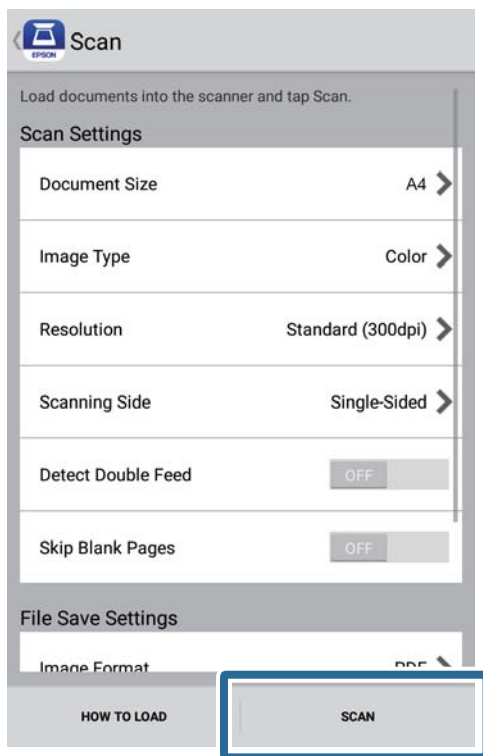 EPSON
Scan
Load documents into the scanner and tap Scan.
Scan Settings
Document Size A4
Image Type Color
Resolution Standard (300dpi)
Scanning Side Single-Sided
Detect Double Feed OFF
Skip Blank Pages OFF
File Save Settings
Image Format PDF
HOW TO LOAD SCAN